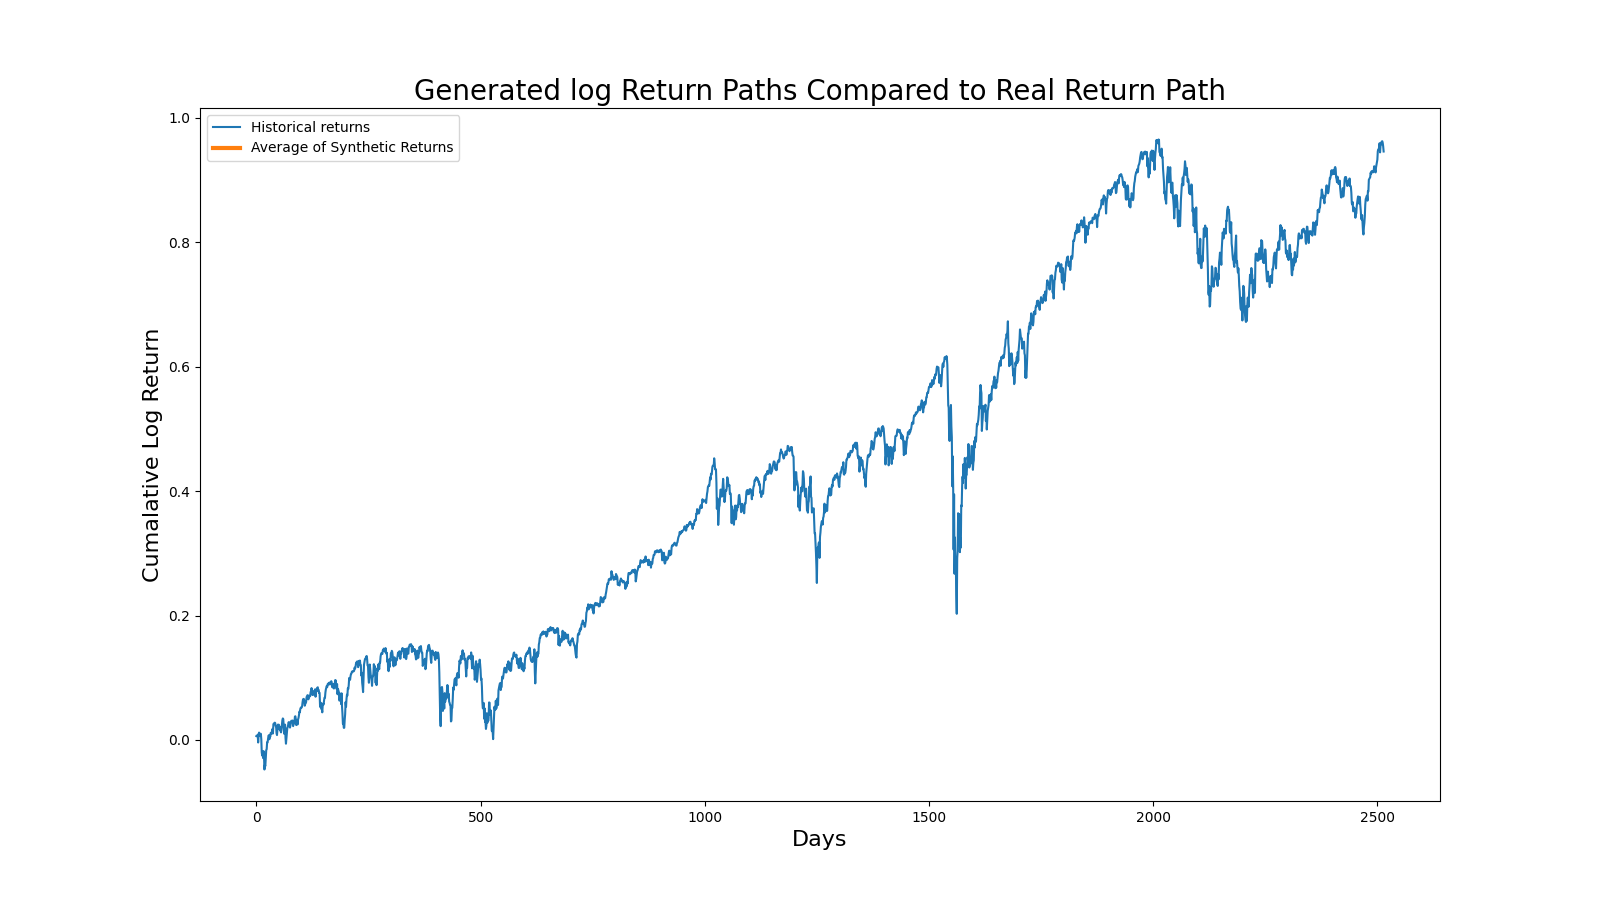 Generated log Return Paths Compared to Real Return Path
Historical returns
Average of Synthetic Returns
1.0
0.8
0.6
0.4
0.2
0.0
Cumalative Log Return
0 500 1000 1500 2000 2500
Days